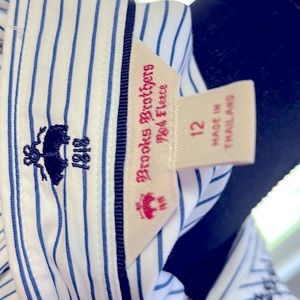 1818
Brooks Brothers
Red Fleece
12
MADE IN
THAILAND